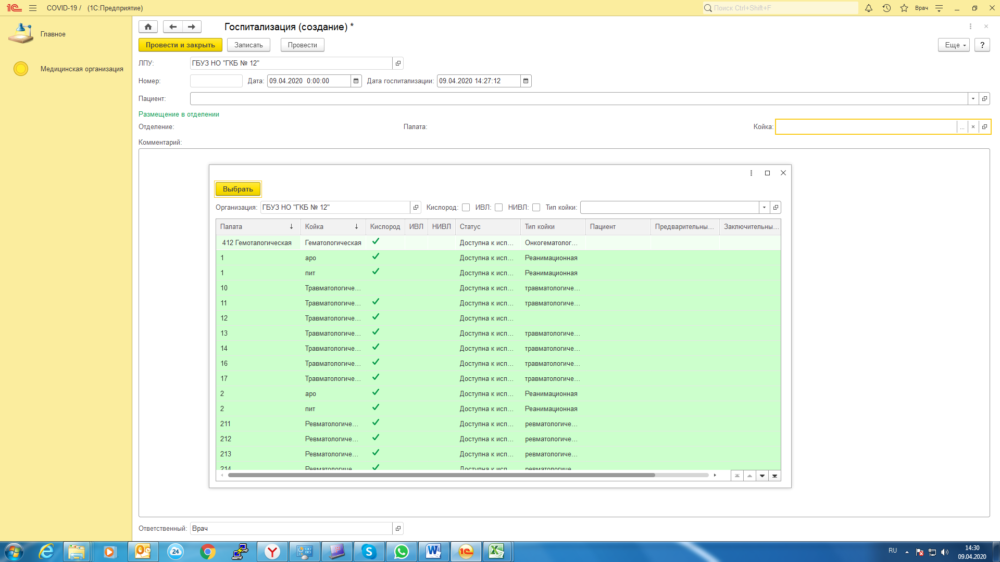 1С COVID-19 / (1С:Предприятие) Поиск Ctrl+Shift+F Врач
Главное
Медицинская организация
Госпитализация (создание) *
Провести и закрыть Записать Провести Еще ?
ЛПУ: ГБУЗ НО "ГКБ № 12"
Номер: Дата: 09.04.2020 0:00:00 Дата госпитализации: 09.04.2020 14:27:12
Пациент:
Размещение в отделении
Отделение: Палата: Койка: ...
Комментарий:
Выбрать
Организация: ГБУЗ НО "ГКБ № 12" Кислород: ИВЛ: НИВЛ: Тип койки:
Палата Койка Кислород ИВЛ НИВЛ Статус Тип койки Пациент Предварительны... Заключительны...
412 Гемоталогическая Гематологическая Доступна к исп... Онкогематолог...
1 аро Доступна к исп... Реанимационная
1 пит Доступна к исп... Реанимационная
10 Травматологиче... Доступна к исп... травматологиче...
11 Травматологиче... Доступна к исп... травматологиче...
12 Травматологиче... Доступна к исп...
13 Травматологиче... Доступна к исп... травматологиче...
14 Травматологиче... Доступна к исп... травматологиче...
16 Травматологиче... Доступна к исп... травматологиче...
17 Травматологиче... Доступна к исп... травматологиче...
2 аро Доступна к исп... Реанимационная
2 пит Доступна к исп... Реанимационная
211 Ревматологиче... Доступна к исп... ревматологиче...
212 Ревматологиче... Доступна к исп... ревматологиче...
213 Ревматологиче... Доступна к исп... ревматологиче...
214 Ревматологиче... Доступна к исп... ревматологиче...
Ответственный: Врач
24 RU 14:30
09.04.2020